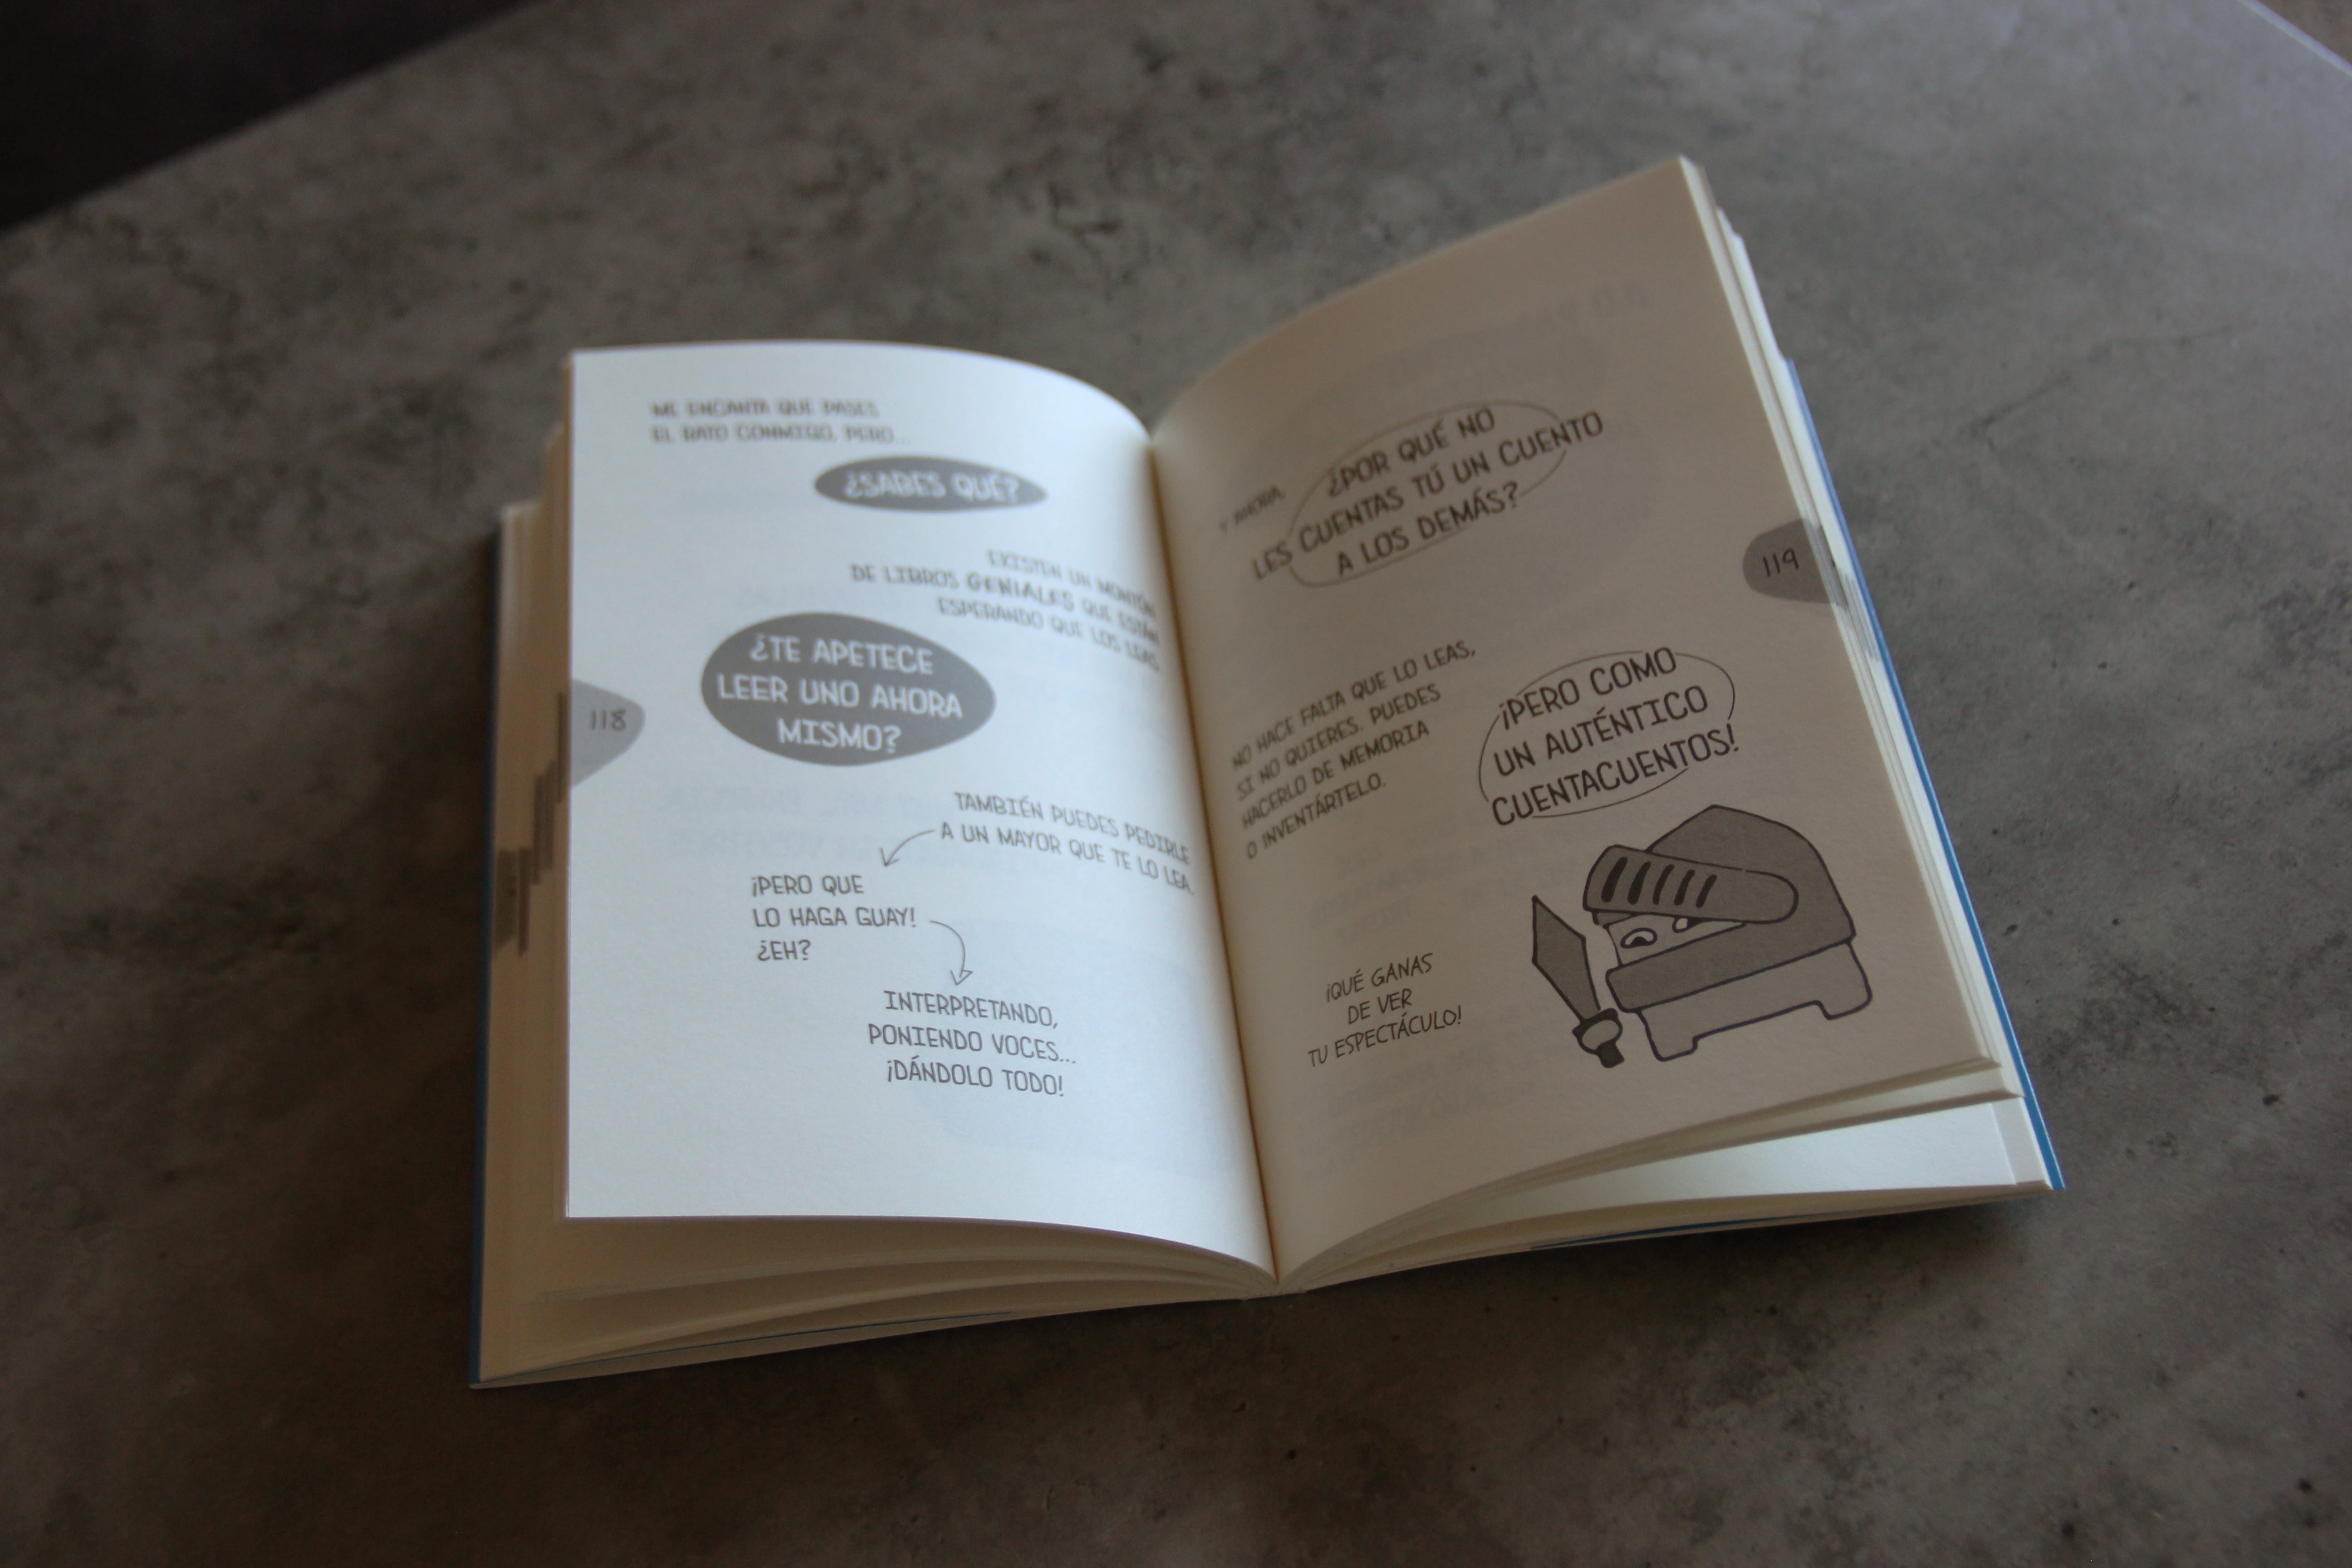 ME ENCANTA QUE PASES
EL RATO CONMIGO, PERO...
¿SABES QUÉ?
EXISTEN UN MONTÓN
DE LIBROS GENIALES QUE ESTÁN
ESPERANDO QUE LOS LEAS.
¿TE APETECE
LEER UNO AHORA
MISMO?
118
TAMBIÉN PUEDES PEDIRLE
A UN MAYOR QUE TE LO LEA.
¡PERO QUE
LO HAGA GUAY!
¿EH?
INTERPRETANDO,
PONIENDO VOCES...
¡DÁNDOLO TODO!
Y AHORA,
¿POR QUÉ NO
LES CUENTAS TÚ UN CUENTO
A LOS DEMÁS?
119
NO HACE FALTA QUE LO LEAS,
SI NO QUIERES. PUEDES
HACERLO DE MEMORIA
O INVENTÁRTELO.
¡PERO COMO
UN AUTÉNTICO
CUENTACUENTOS!
¡QUÉ GANAS
DE VER
TU ESPECTÁCULO!